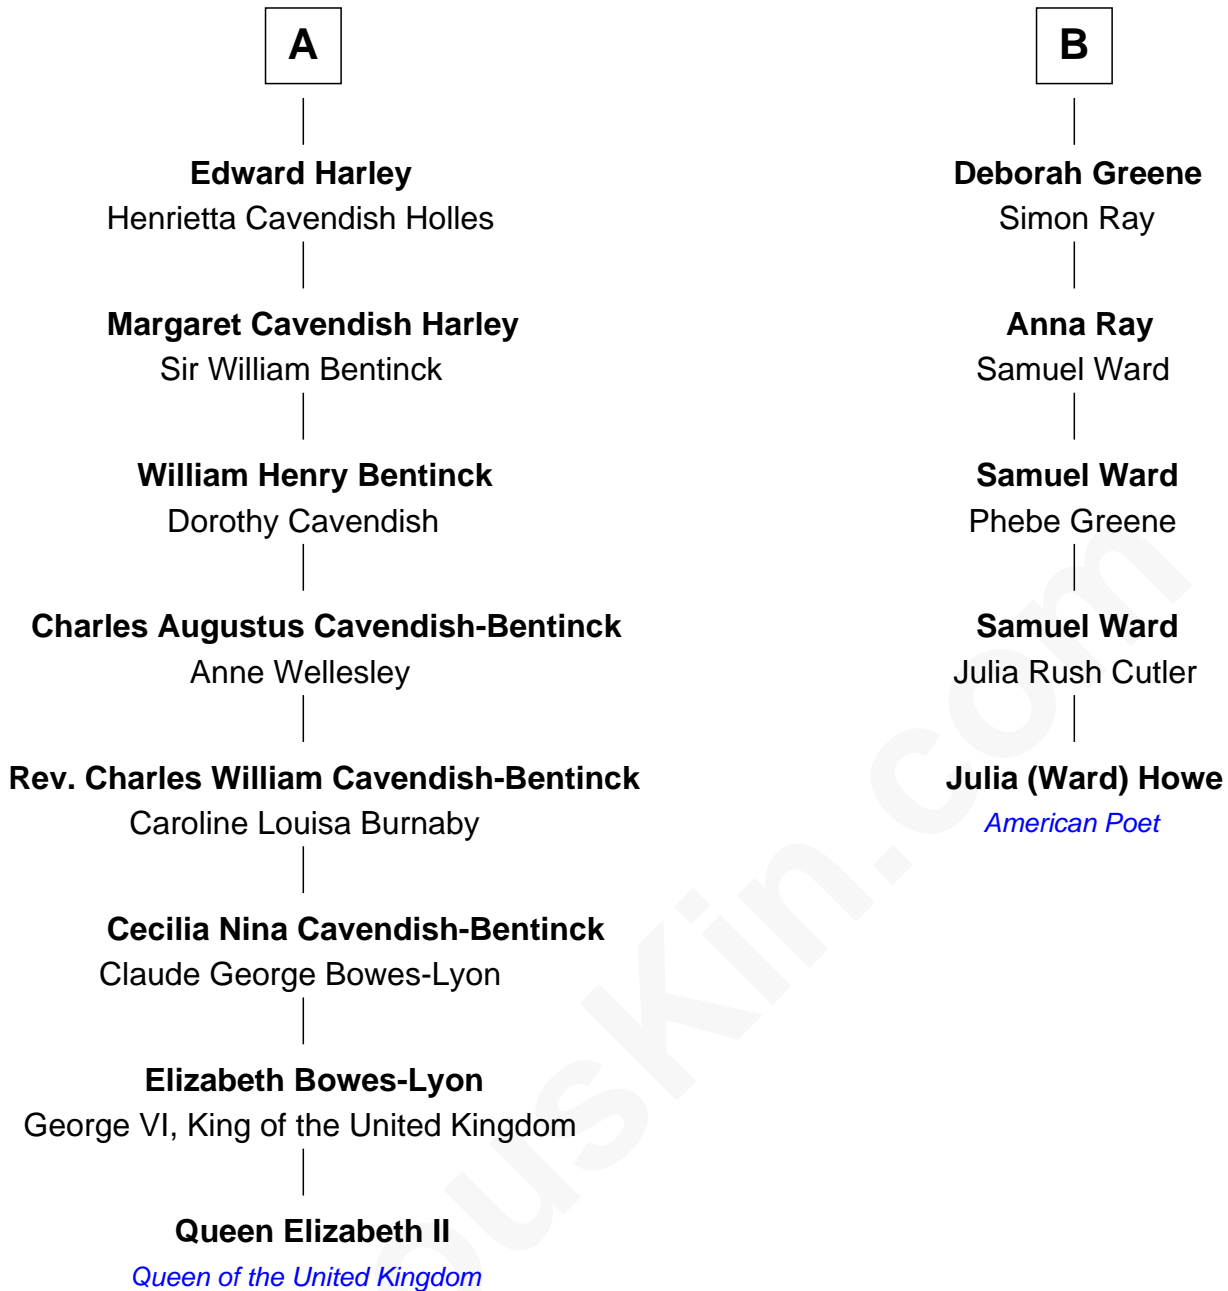 A
Edward Harley
Henrietta Cavendish Holles
Margaret Cavendish Harley
Sir William Bentinck
William Henry Bentinck
Dorothy Cavendish
Charles Augustus Cavendish-Bentinck
Anne Wellesley
Rev. Charles William Cavendish-Bentinck
Caroline Louisa Burnaby
Cecilia Nina Cavendish-Bentinck
Claude George Bowes-Lyon
Elizabeth Bowes-Lyon
George VI, King of the United Kingdom
Queen Elizabeth II
Queen of the United Kingdom
B
Deborah Greene
Simon Ray
Anna Ray
Samuel Ward
Samuel Ward
Phebe Greene
Samuel Ward
Julia Rush Cutler
Julia (Ward) Howe
American Poet